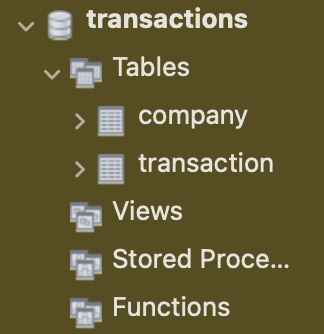 transactions
Tables
company
transaction
Views
Stored Proce...
Functions